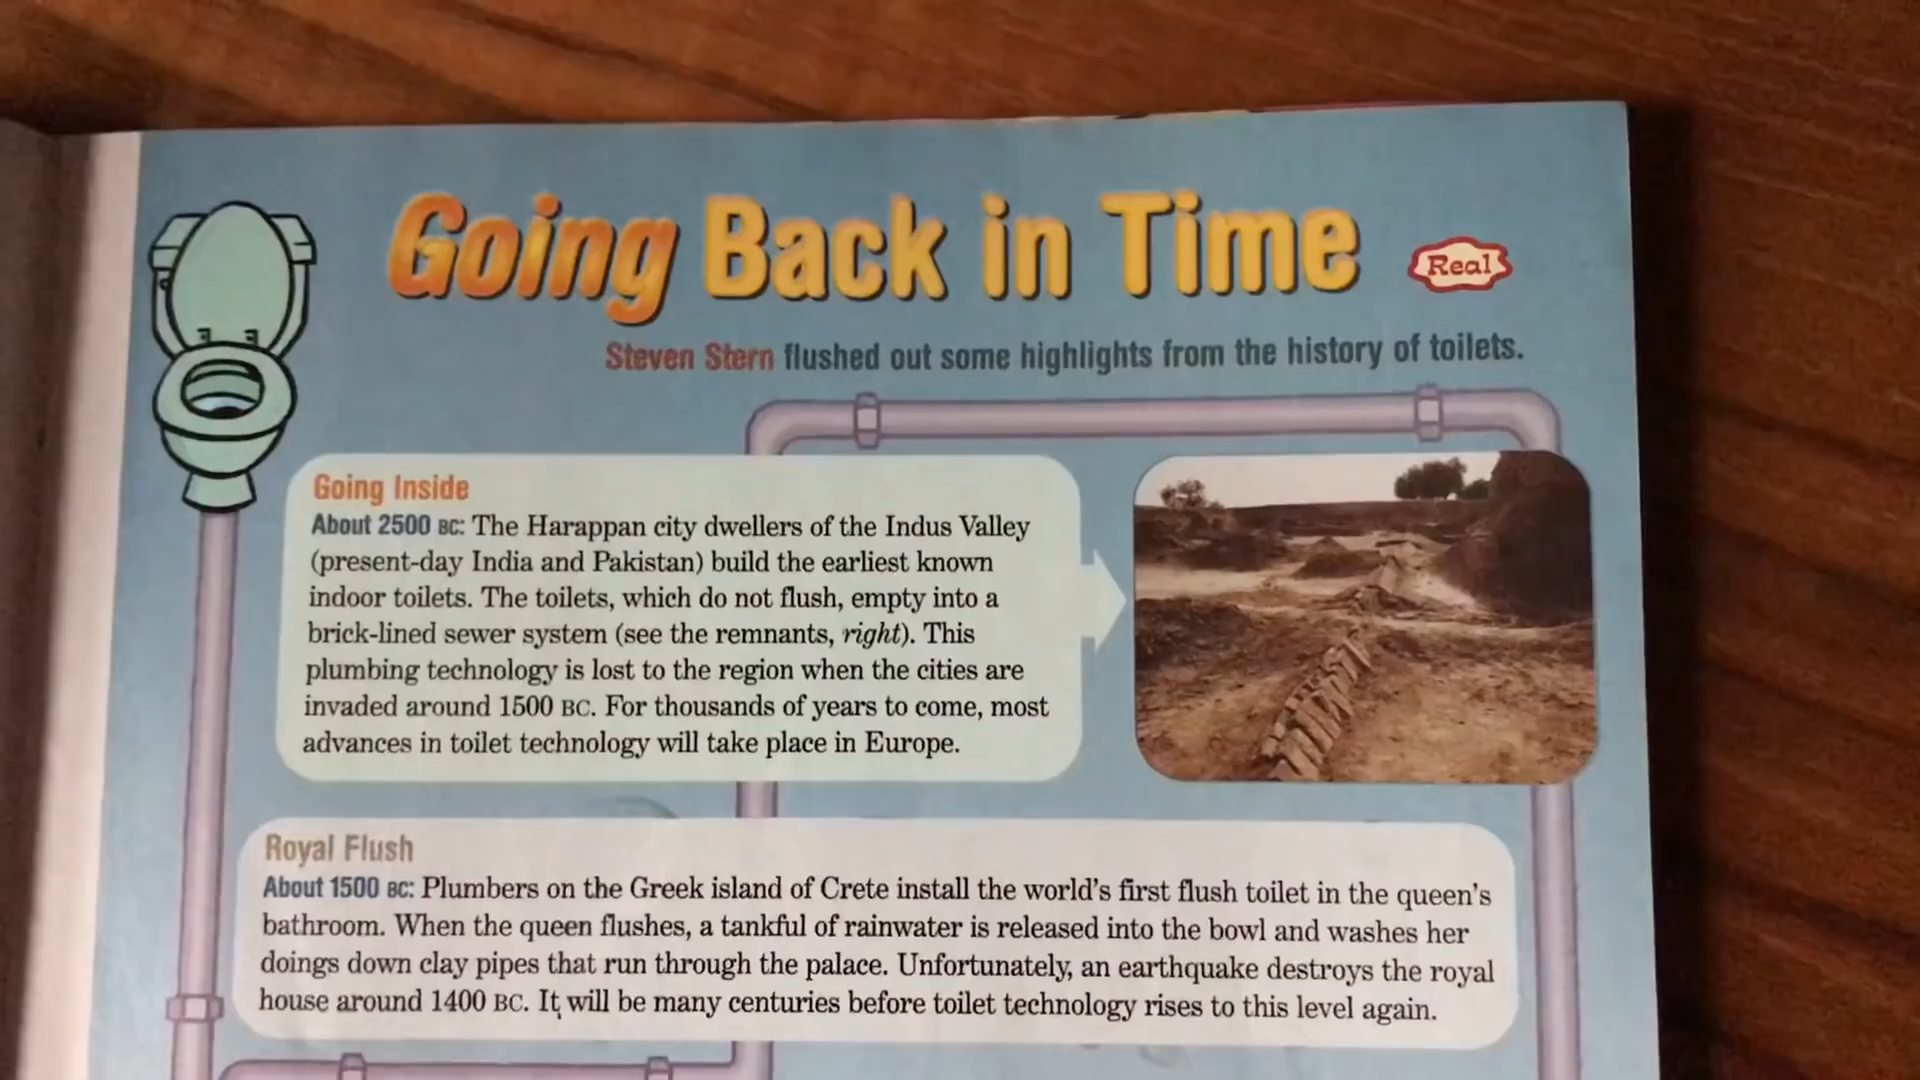 Going Back in Time
Real
Steven Stern flushed out some highlights from the history of toilets.
Going Inside
About 2500 BC: The Harappan city dwellers of the Indus Valley
(present-day India and Pakistan) build the earliest known
indoor toilets. The toilets, which do not flush, empty into a
brick-lined sewer system (see the remnants, right). This
plumbing technology is lost to the region when the cities are
invaded around 1500 BC. For thousands of years to come, most
advances in toilet technology will take place in Europe.
Royal Flush
About 1500 BC: Plumbers on the Greek island of Crete install the world's first flush toilet in the queen's
bathroom. When the queen flushes, a tankful of rainwater is released into the bowl and washes her
doings down clay pipes that run through the palace. Unfortunately, an earthquake destroys the royal
house around 1400 BC. It will be many centuries before toilet technology rises to this level again.